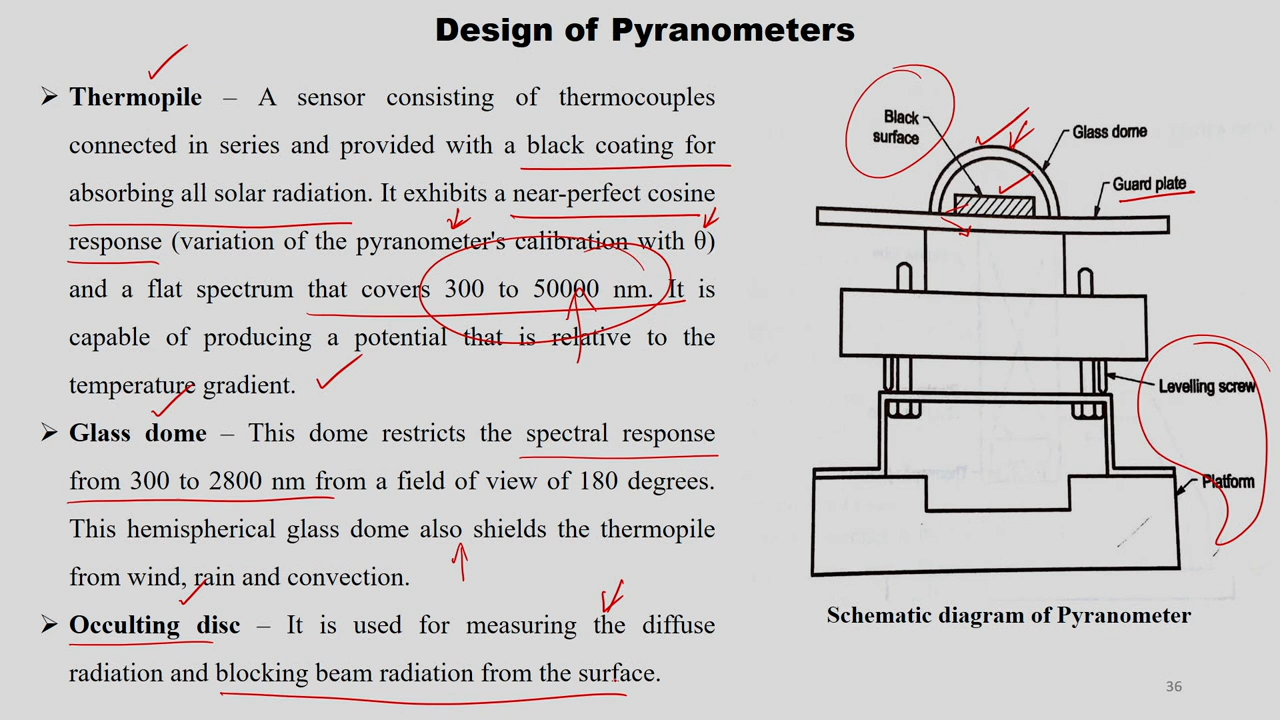 Design of Pyranometers
➢ Thermopile – A sensor consisting of thermocouples
connected in series and provided with a black coating for
absorbing all solar radiation. It exhibits a near-perfect cosine
response (variation of the pyranometer's calibration with θ)
and a flat spectrum that covers 300 to 50000 nm. It is
capable of producing a potential that is relative to the
temperature gradient.
➢ Glass dome – This dome restricts the spectral response
from 300 to 2800 nm from a field of view of 180 degrees.
This hemispherical glass dome also shields the thermopile
from wind, rain and convection.
➢ Occulting disc – It is used for measuring the diffuse
radiation and blocking beam radiation from the surface.
Black
surface
Glass dome
Guard plate
Levelling screw
Platform
Schematic diagram of Pyranometer
36